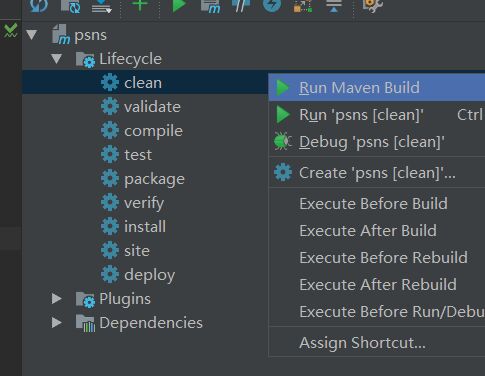 psns
Lifecycle
clean
validate
compile
test
package
verify
install
site
deploy
Plugins
Dependencies
Run Maven Build
Run 'psns [clean]' Ctrl
Debug 'psns [clean]'
Create 'psns [clean]'...
Execute Before Build
Execute After Build
Execute Before Rebuild
Execute After Rebuild
Execute Before Run/Debu
Assign Shortcut...